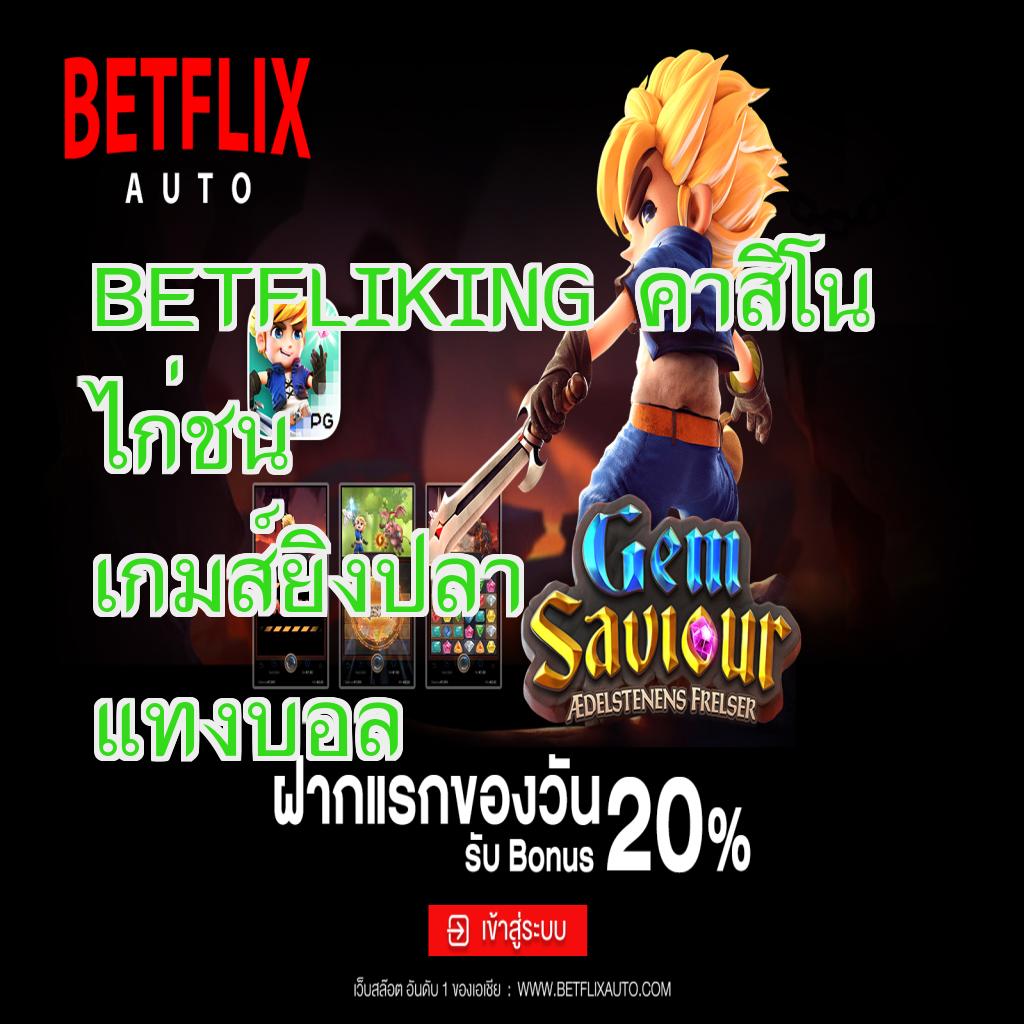 BETFLIX
AUTO
BETFLIKING คาสิโน
ไก่ชน
PG
เกมส์ยิงปลา
Gem
Saviour
ÆDELSTENENS FRELSER
แทงบอล
ฝากแรกของวัน
20%
รับ Bonus
เข้าสู่ระบบ
เว็บสล๊อต อันดับ 1 ของเอเชีย : WWW.BETFLIXAUTO.COM